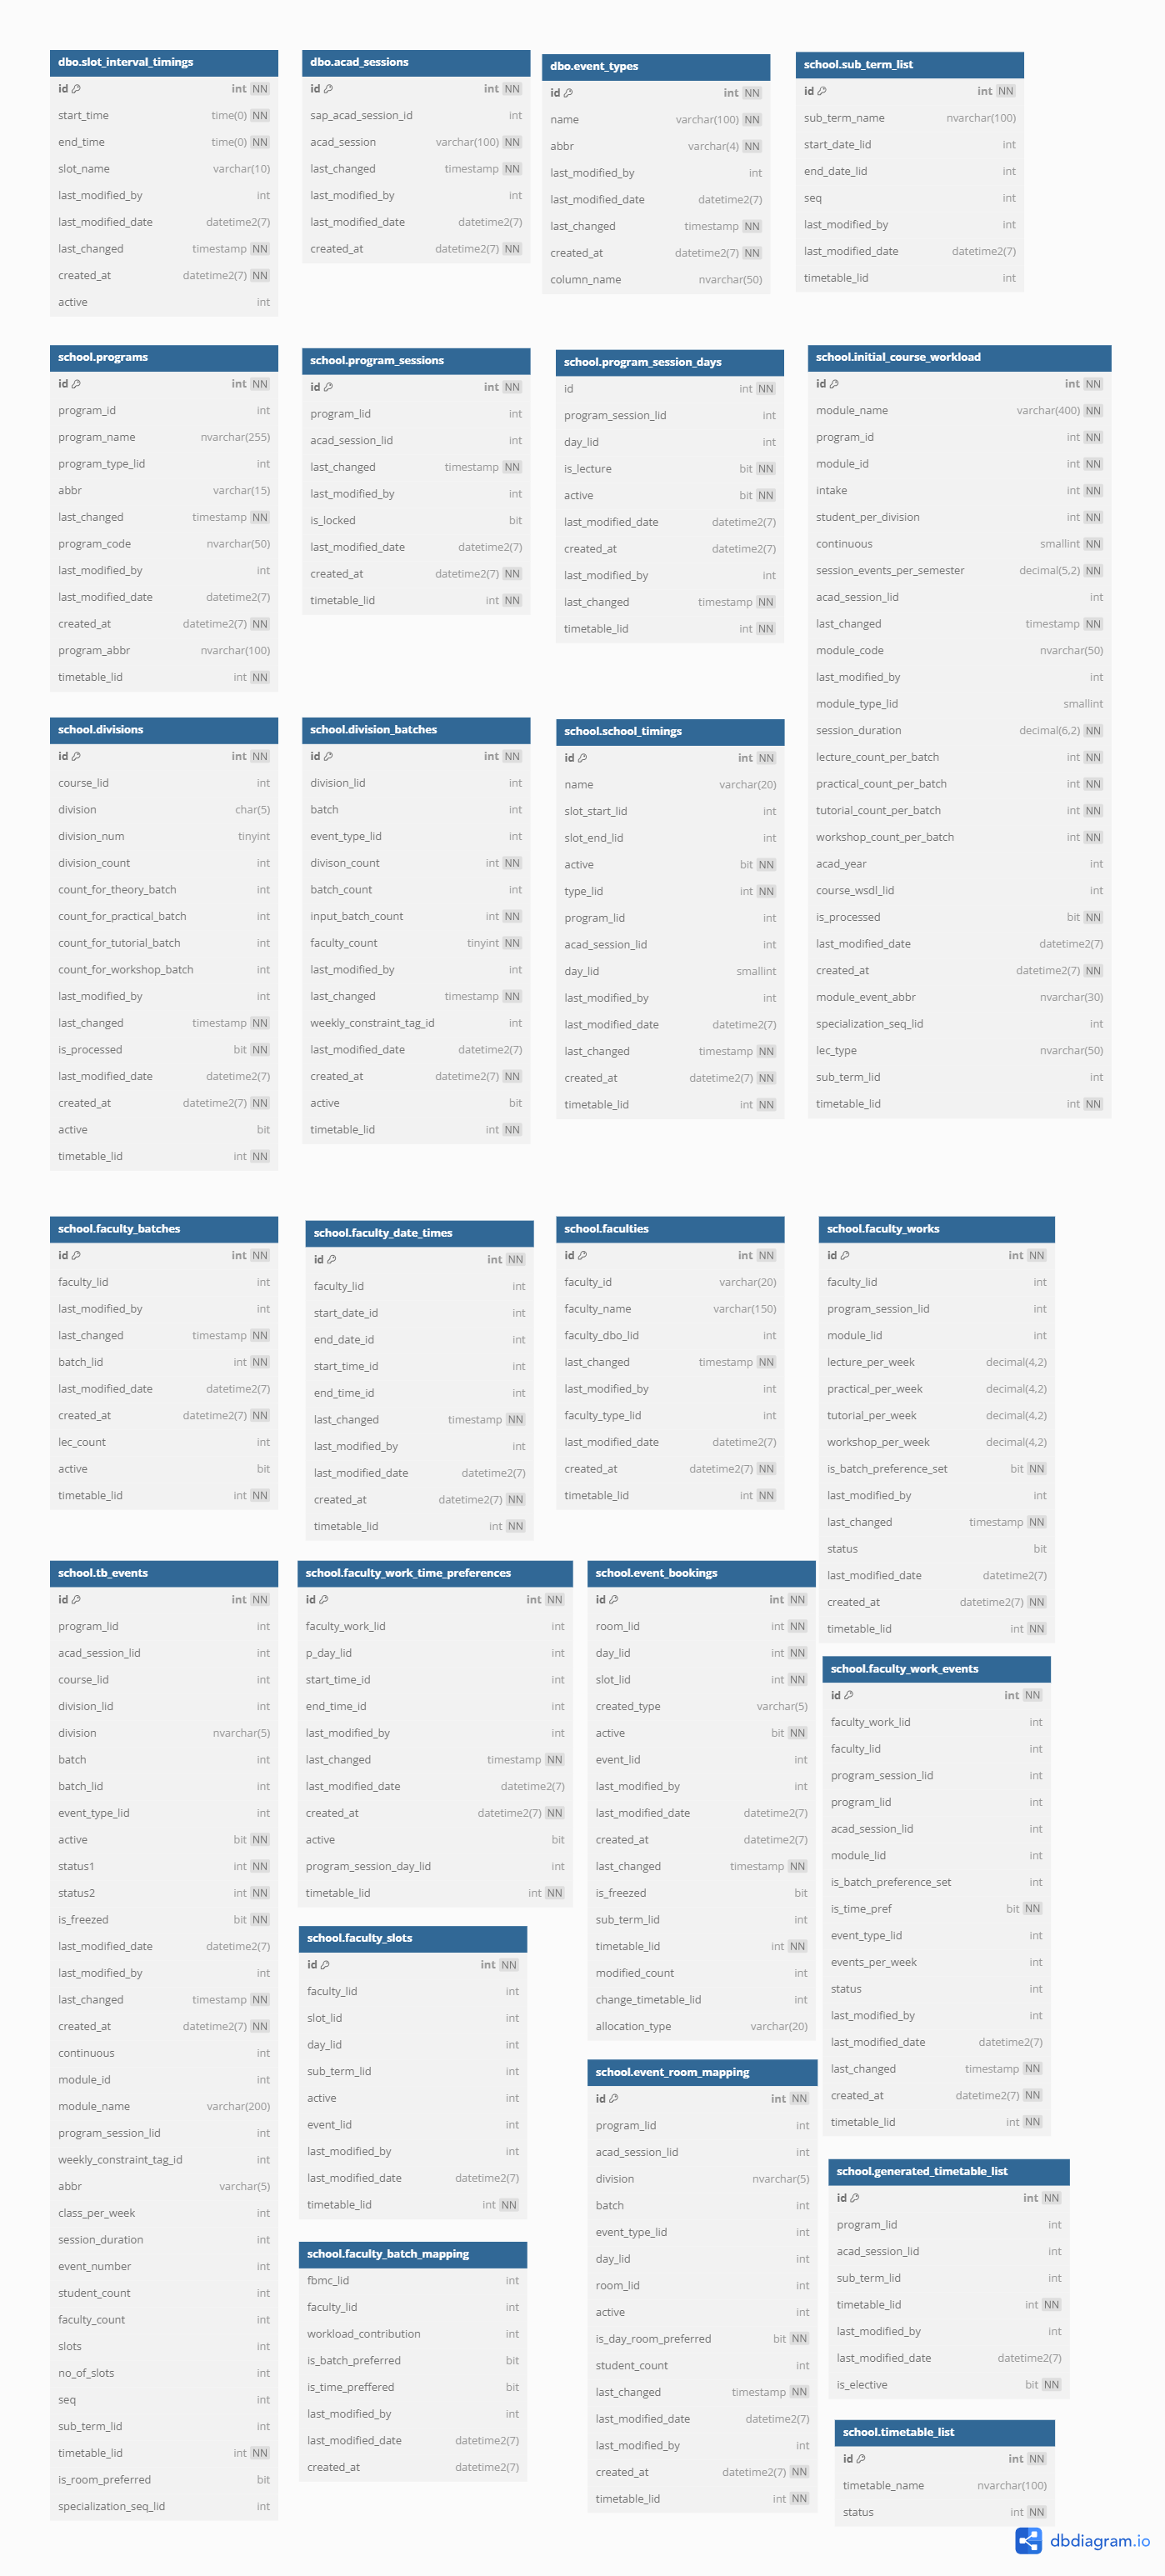 dbo.slot_interval_timings
id int NN
start_time time(0) NN
end_time time(0) NN
slot_name varchar(10)
last_modified_by int
last_modified_date datetime2(7)
last_changed timestamp NN
created_at datetime2(7) NN
active int
dbo.acad_sessions
id int NN
sap_acad_session_id int
acad_session varchar(100) NN
last_changed timestamp NN
last_modified_by int
last_modified_date datetime2(7)
created_at datetime2(7) NN
dbo.event_types
id int NN
name varchar(100) NN
abbr varchar(4) NN
last_modified_by int
last_modified_date datetime2(7)
last_changed timestamp NN
created_at datetime2(7) NN
column_name nvarchar(50)
school.sub_term_list
id int NN
sub_term_name nvarchar(100)
start_date_lid int
end_date_lid int
seq int
last_modified_by int
last_modified_date datetime2(7)
timetable_lid int
school.programs
id int NN
program_id int
program_name nvarchar(255)
program_type_lid int
abbr varchar(15)
last_changed timestamp NN
program_code nvarchar(50)
last_modified_by int
last_modified_date datetime2(7)
created_at datetime2(7) NN
program_abbr nvarchar(100)
timetable_lid int NN
school.program_sessions
id int NN
program_lid int
acad_session_lid int
last_changed timestamp NN
last_modified_by int
is_locked bit
last_modified_date datetime2(7)
created_at datetime2(7) NN
timetable_lid int NN
school.program_session_days
id int NN
program_session_lid int
day_lid int
is_lecture bit NN
active bit NN
last_modified_date datetime2(7)
created_at datetime2(7)
last_modified_by int
last_changed timestamp NN
timetable_lid int NN
school.initial_course_workload
id int NN
module_name varchar(400) NN
program_id int NN
module_id int NN
intake int NN
student_per_division int NN
continuous smallint NN
session_events_per_semester decimal(5,2) NN
acad_session_lid int
last_changed timestamp NN
module_code nvarchar(50)
last_modified_by int
module_type_lid smallint
session_duration decimal(6,2) NN
lecture_count_per_batch int NN
practical_count_per_batch int NN
tutorial_count_per_batch int NN
workshop_count_per_batch int NN
acad_year int
course_wsdl_lid int
is_processed bit NN
last_modified_date datetime2(7)
created_at datetime2(7) NN
module_event_abbr nvarchar(30)
specialization_seq_lid int
lec_type nvarchar(50)
sub_term_lid int
timetable_lid int NN
school.divisions
id int NN
course_lid int
division char(5)
division_num tinyint
division_count int
count_for_theory_batch int
count_for_practical_batch int
count_for_tutorial_batch int
count_for_workshop_batch int
last_modified_by int
last_changed timestamp NN
is_processed bit NN
last_modified_date datetime2(7)
created_at datetime2(7) NN
active bit
timetable_lid int NN
school.division_batches
id int NN
division_lid int
batch int
event_type_lid int
divison_count int NN
batch_count int
input_batch_count int NN
faculty_count tinyint NN
last_modified_by int
last_changed timestamp NN
weekly_constraint_tag_id int
last_modified_date datetime2(7)
created_at datetime2(7) NN
active bit
timetable_lid int NN
school.school_timings
id int NN
name varchar(20)
slot_start_lid int
slot_end_lid int
active bit NN
type_lid int NN
program_lid int
acad_session_lid int
day_lid smallint
last_modified_by int
last_modified_date datetime2(7)
last_changed timestamp NN
created_at datetime2(7) NN
timetable_lid int NN
school.faculty_batches
id int NN
faculty_lid int
last_modified_by int
last_changed timestamp NN
batch_lid int NN
last_modified_date datetime2(7)
created_at datetime2(7) NN
lec_count int
active bit
timetable_lid int NN
school.faculty_date_times
id int NN
faculty_lid int
start_date_id int
end_date_id int
start_time_id int
end_time_id int
last_changed timestamp NN
last_modified_by int
last_modified_date datetime2(7)
created_at datetime2(7) NN
timetable_lid int NN
school.faculties
id int NN
faculty_id varchar(20)
faculty_name varchar(150)
faculty_dbo_lid int
last_changed timestamp NN
last_modified_by int
faculty_type_lid int
last_modified_date datetime2(7)
created_at datetime2(7) NN
timetable_lid int NN
school.faculty_works
id int NN
faculty_lid int
program_session_lid int
module_lid int
lecture_per_week decimal(4,2)
practical_per_week decimal(4,2)
tutorial_per_week decimal(4,2)
workshop_per_week decimal(4,2)
is_batch_preference_set bit NN
last_modified_by int
last_changed timestamp NN
status bit
last_modified_date datetime2(7)
created_at datetime2(7) NN
timetable_lid int NN
school.tb_events
id int NN
program_lid int
acad_session_lid int
course_lid int
division_lid int
division nvarchar(5)
batch int
batch_lid int
event_type_lid int
active bit NN
status1 int NN
status2 int NN
is_freezed bit NN
last_modified_date datetime2(7)
last_modified_by int
last_changed timestamp NN
created_at datetime2(7) NN
continuous int
module_id int
module_name varchar(200)
program_session_lid int
weekly_constraint_tag_id int
abbr varchar(5)
class_per_week int
session_duration int
event_number int
student_count int
faculty_count int
slots int
no_of_slots int
seq int
sub_term_lid int
timetable_lid int NN
is_room_preferred bit
specialization_seq_lid int
school.faculty_work_time_preferences
id int NN
faculty_work_lid int
p_day_lid int
start_time_id int
end_time_id int
last_modified_by int
last_changed timestamp NN
last_modified_date datetime2(7)
created_at datetime2(7) NN
active bit
program_session_day_lid int
timetable_lid int NN
school.event_bookings
id int NN
room_lid int NN
day_lid int NN
slot_lid int NN
created_type varchar(5)
active bit NN
event_lid int
last_modified_by int
last_modified_date datetime2(7)
created_at datetime2(7)
last_changed timestamp NN
is_freezed bit
sub_term_lid int
timetable_lid int NN
modified_count int
change_timetable_lid int
allocation_type varchar(20)
school.faculty_work_events
id int NN
faculty_work_lid int
faculty_lid int
program_session_lid int
program_lid int
acad_session_lid int
module_lid int
is_batch_preference_set int
is_time_pref bit NN
event_type_lid int
events_per_week int
status int
last_modified_by int
last_modified_date datetime2(7)
last_changed timestamp NN
created_at datetime2(7) NN
timetable_lid int NN
school.faculty_slots
id int NN
faculty_lid int
slot_lid int
day_lid int
sub_term_lid int
active int
event_lid int
last_modified_by int
last_modified_date datetime2(7)
timetable_lid int NN
school.event_room_mapping
id int NN
program_lid int
acad_session_lid int
division nvarchar(5)
batch int
event_type_lid int
day_lid int
room_lid int
active int
is_day_room_preferred bit NN
student_count int
last_changed timestamp NN
last_modified_date datetime2(7)
last_modified_by int
created_at datetime2(7) NN
timetable_lid int NN
school.generated_timetable_list
id int NN
program_lid int
acad_session_lid int
sub_term_lid int
timetable_lid int NN
last_modified_by int
last_modified_date datetime2(7)
is_elective bit NN
school.faculty_batch_mapping
fbmc_lid int
faculty_lid int
workload_contribution int
is_batch_preferred bit
is_time_preffered bit
last_modified_by int
last_modified_date datetime2(7)
created_at datetime2(7)
school.timetable_list
id int NN
timetable_name nvarchar(100)
status int NN
dbdiagram.io